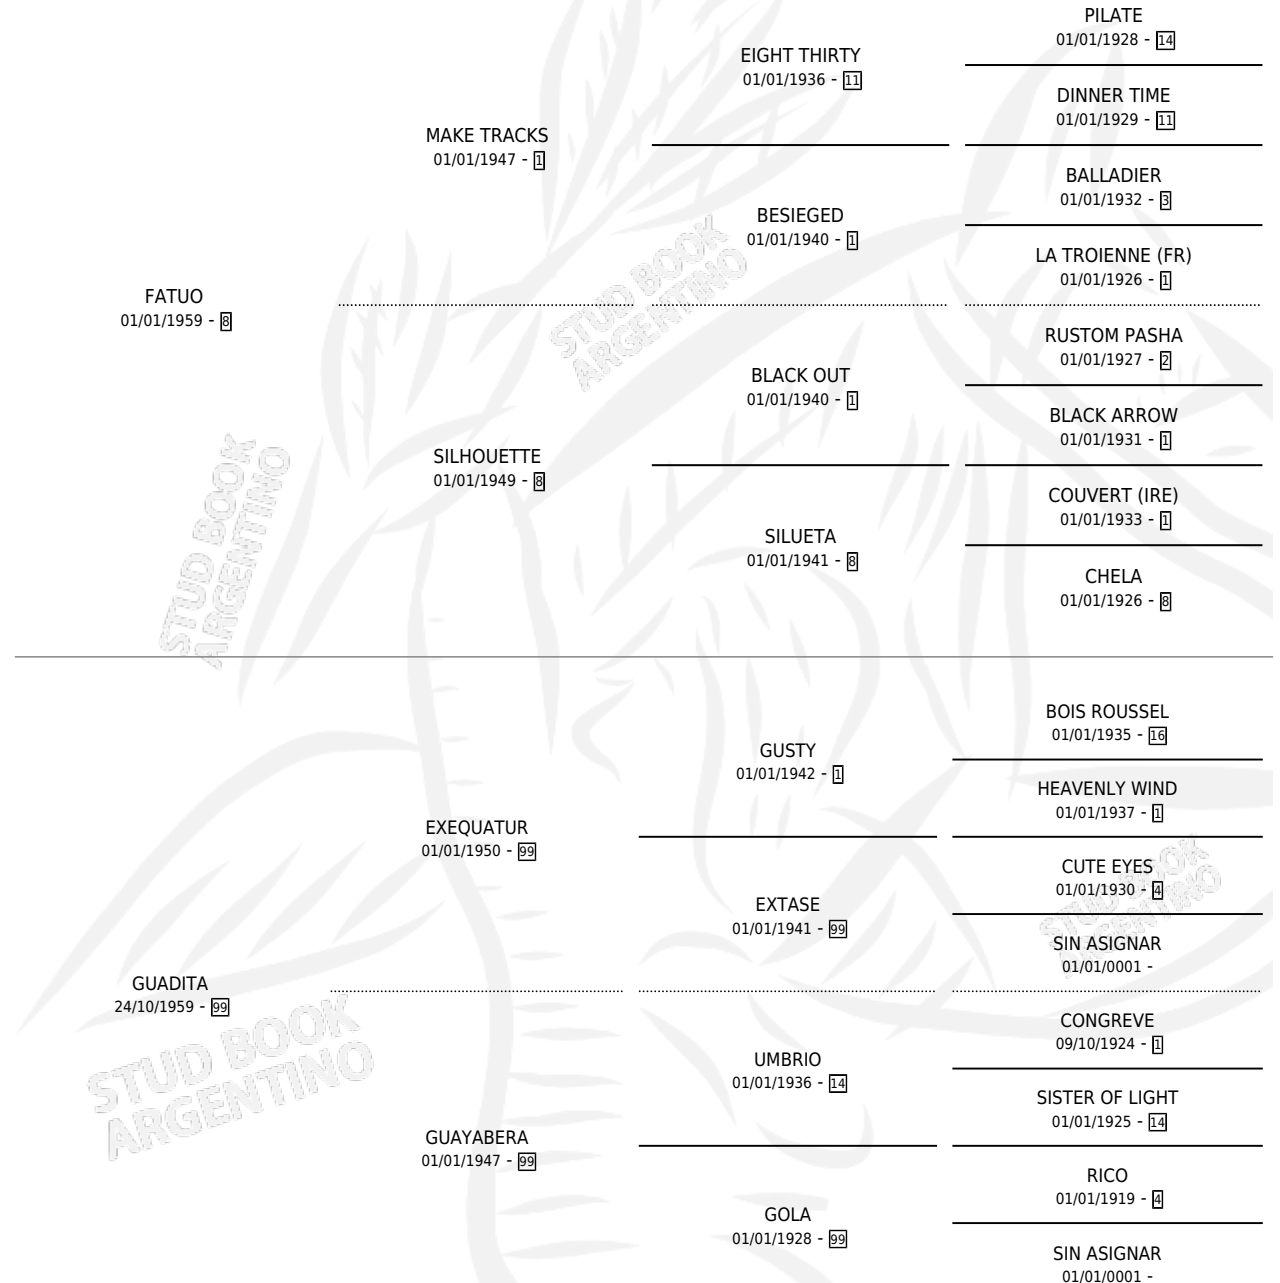 PILATE
01/01/1928 - 14
EIGHT THIRTY
01/01/1936 - 11
DINNER TIME
01/01/1929 - 11
MAKE TRACKS
01/01/1947 - 1
BALLADIER
01/01/1932 - 3
BESIEGED
01/01/1940 - 1
LA TROIENNE (FR)
01/01/1926 - 1
FATUO
01/01/1959 - 8
RUSTOM PASHA
01/01/1927 - 2
BLACK OUT
01/01/1940 - 1
BLACK ARROW
01/01/1931 - 1
SILHOUETTE
01/01/1949 - 8
COUVERT (IRE)
01/01/1933 - 1
SILUETA
01/01/1941 - 8
CHELA
01/01/1926 - 8
BOIS ROUSSEL
01/01/1935 - 16
GUSTY
01/01/1942 - 1
HEAVENLY WIND
01/01/1937 - 1
EXEQUATUR
01/01/1950 - 99
CUTE EYES
01/01/1930 - 4
EXTASE
01/01/1941 - 99
SIN ASIGNAR
01/01/0001 -
GUADITA
24/10/1959 - 99
CONGREVE
09/10/1924 - 1
UMBRIO
01/01/1936 - 14
SISTER OF LIGHT
01/01/1925 - 14
GUAYABERA
01/01/1947 - 99
RICO
01/01/1919 - 4
GOLA
01/01/1928 - 99
SIN ASIGNAR
01/01/0001 -
STUD BOOK
ARGENTINO
STUD BOOK
ARGENTINO
STUD BOOK
ARGENTINO
STUD BOOK
ARGENTINO